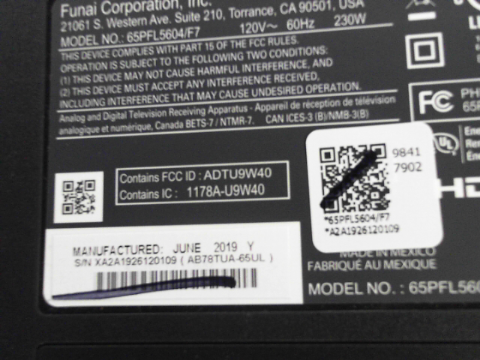 Funai Corporation, Inc.
21061 S. Western Ave. Suite 210, Torrance, CA 90501, USA
MODEL NO.: 65PFL5604/F7 120V~ 60Hz 230W
THIS DEVICE COMPLIES WITH PART 15 OF THE FCC RULES.
OPERATION IS SUBJECT TO THE FOLLOWING TWO CONDITIONS:
(1) THIS DEVICE MAY NOT CAUSE HARMFUL INTERFERENCE, AND
(2) THIS DEVICE MUST ACCEPT ANY INTERFERENCE RECEIVED,
INCLUDING INTERFERENCE THAT MAY CAUSE UNDESIRED OPERATION.
Analog and Digital Television Receiving Apparatus - Appareil de réception de télévision
analogique et numérique, Canada BETS-7 / NTMR-7. CAN ICES-3 (B)/NMB-3(B)
FC
Contains FCC ID : ADTU9W40
Contains IC : 1178A-U9W40
9841
7902
*65PFL5604/F7
*A2A1926120109
MANUFACTURED: JUNE 2019 Y
S/N XA2A1926120109 ( AB78TUA-65UL )
MADE IN MEXICO
FABRIQUÉ AU MEXIQUE
MODEL NO. : 65PFL560